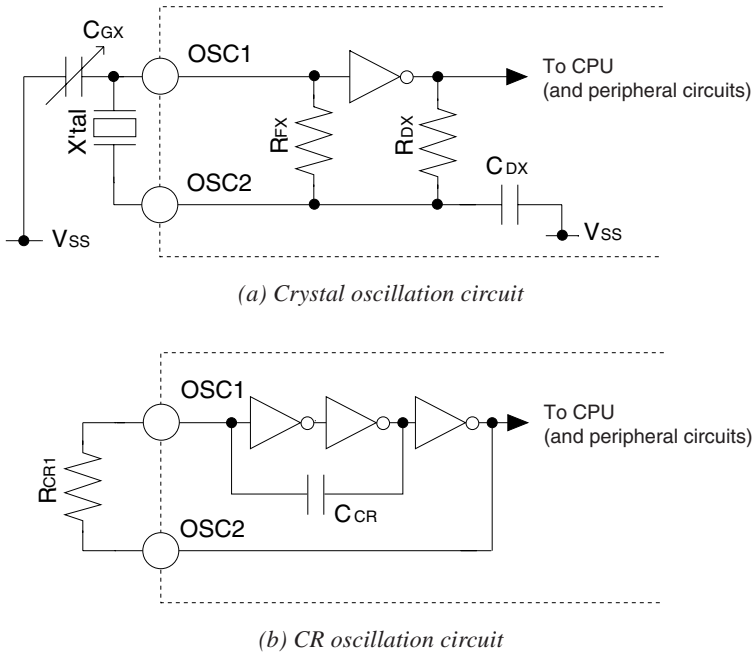 CGX
OSC1
To CPU
(and peripheral circuits)
X'tal
RFX
RDX
CDX
OSC2
VSS
VSS
(a) Crystal oscillation circuit
OSC1
To CPU
(and peripheral circuits)
RCR1
CCR
OSC2
(b) CR oscillation circuit